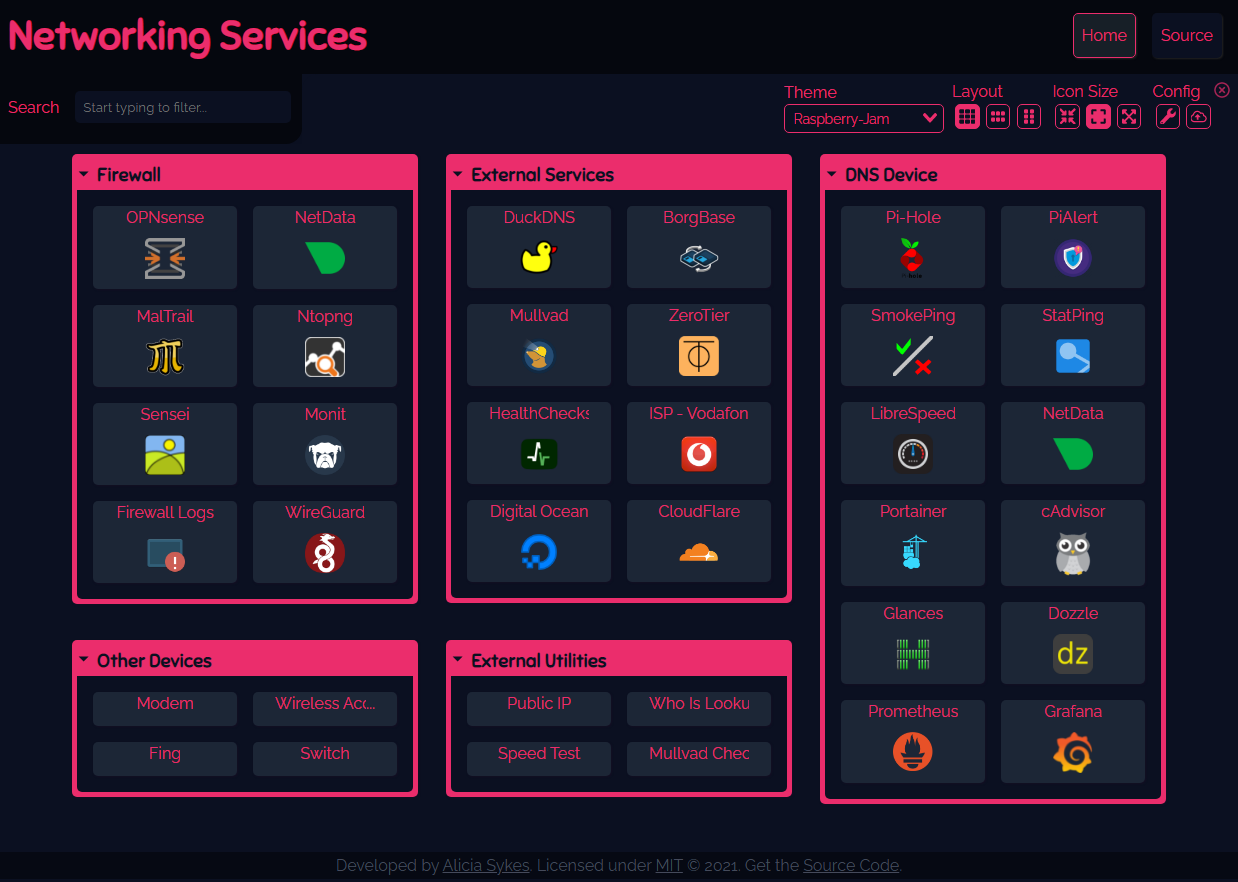 Networking Services
Home
Source
Search
Start typing to filter...
Theme
Raspberry-Jam
Layout
Icon Size
Config
Firewall
OPNsense
NetData
MalTrail
Ntopng
Sensei
Monit
Firewall Logs
WireGuard
External Services
DuckDNS
BorgBase
Mullvad
ZeroTier
HealthChecks
ISP - Vodafon
Digital Ocean
CloudFlare
DNS Device
Pi-Hole
PiAlert
SmokePing
StatPing
LibreSpeed
NetData
Portainer
cAdvisor
Glances
Dozzle
dz
Prometheus
Grafana
Other Devices
Modem
Wireless Acc...
Fing
Switch
External Utilities
Public IP
Who Is Looku
Speed Test
Mullvad Chec
Developed by Alicia Sykes. Licensed under MIT © 2021. Get the Source Code.